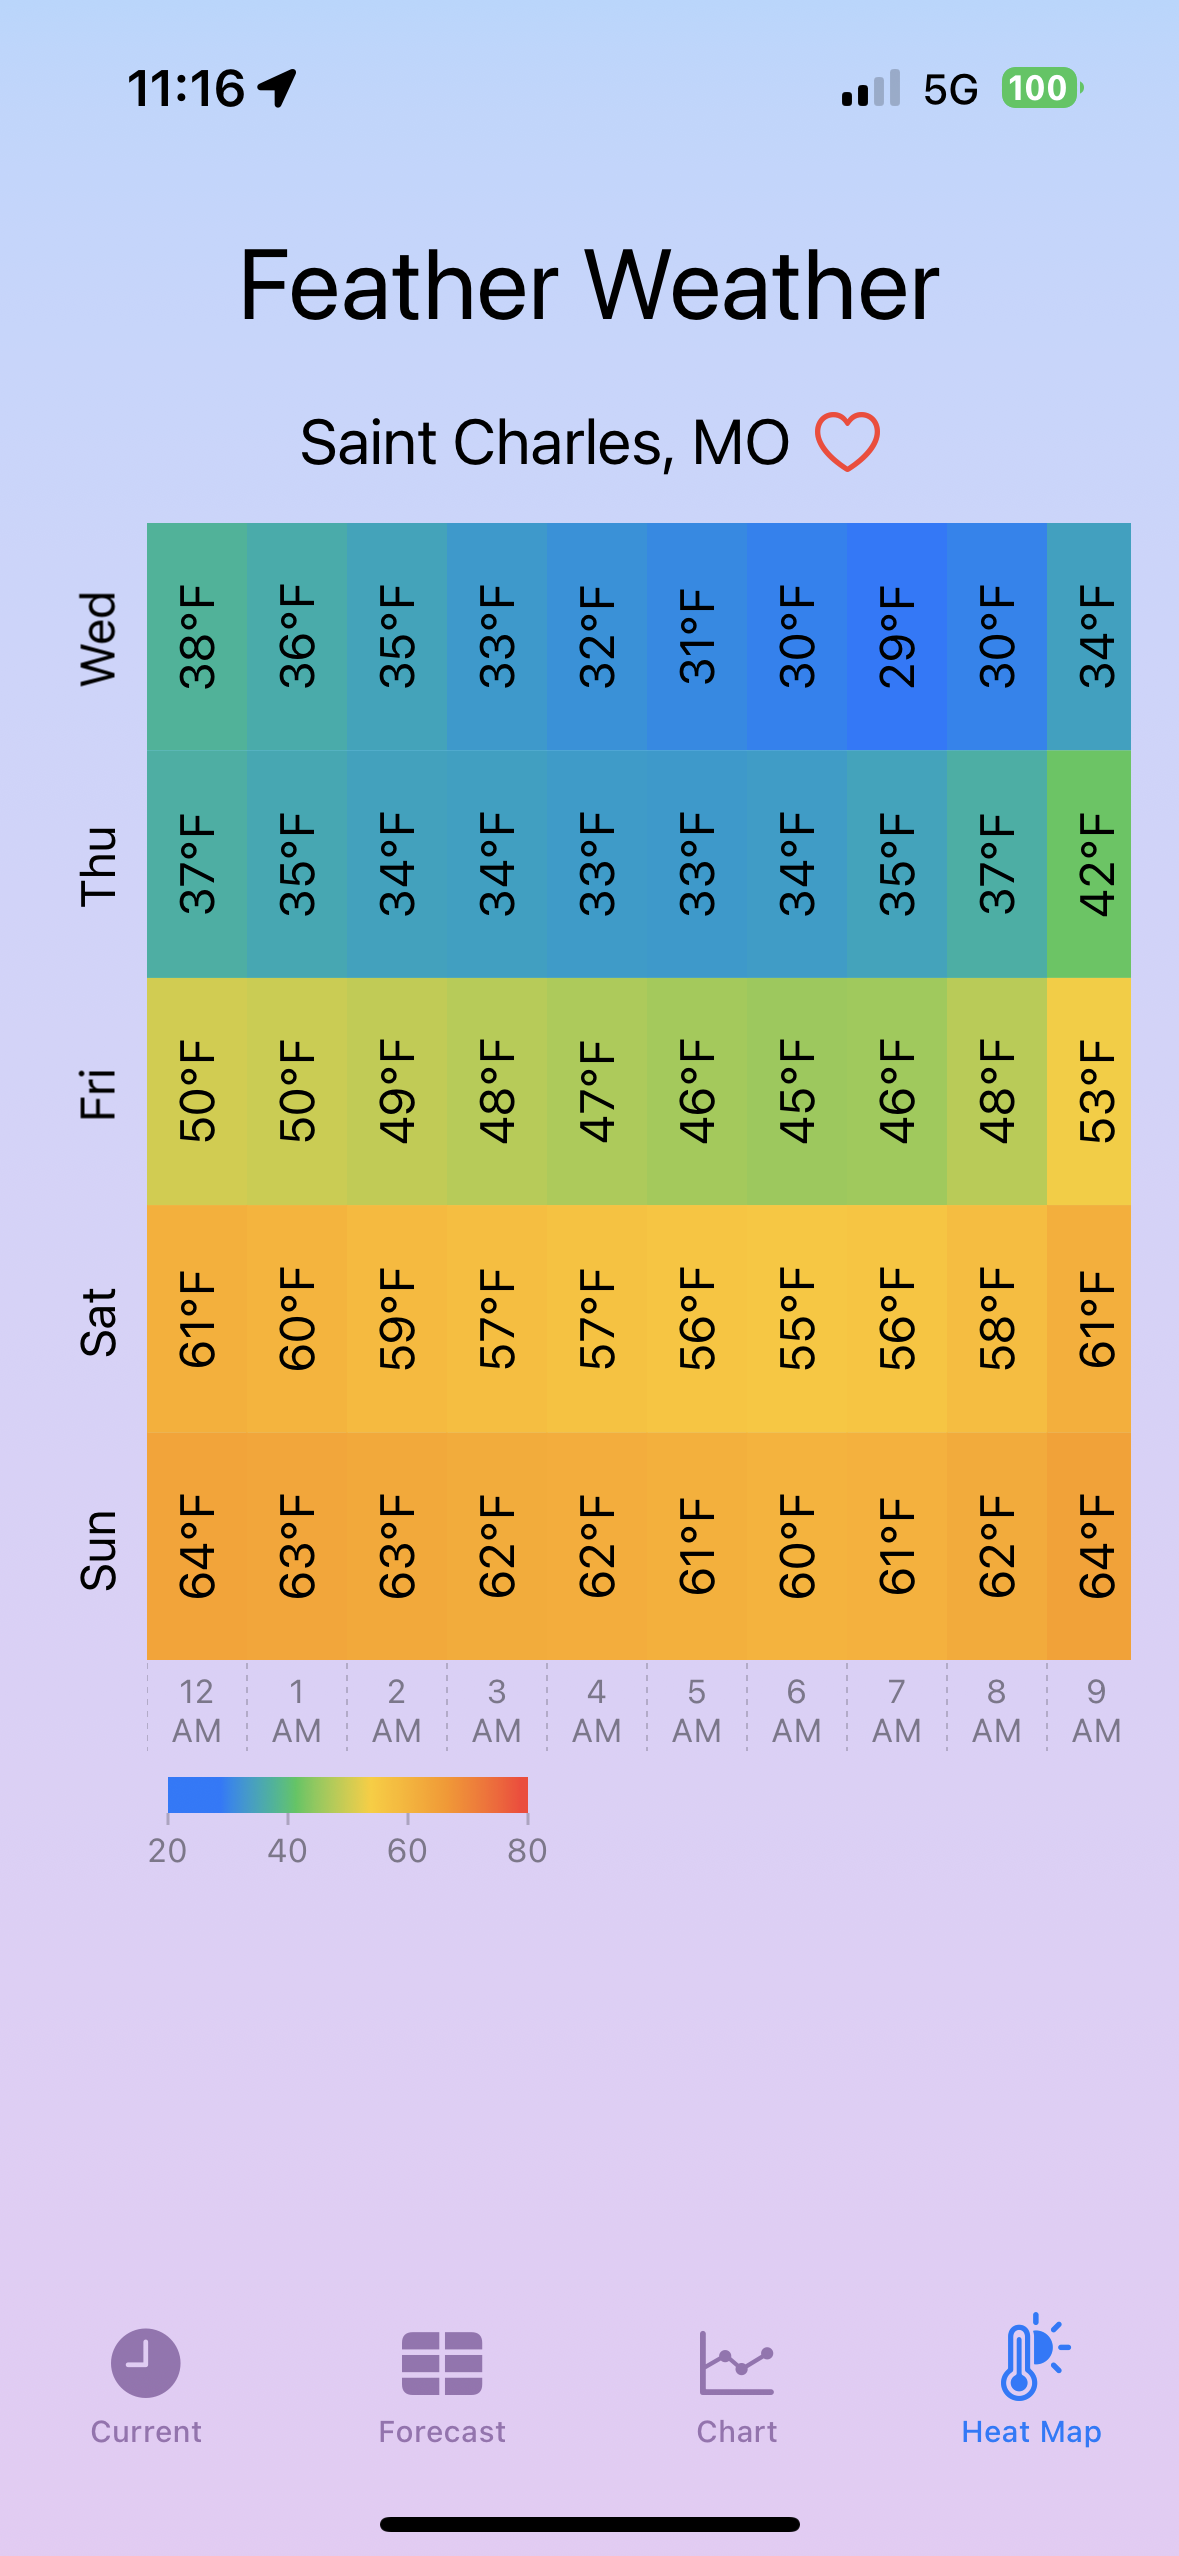 11:16 5G 100
Feather Weather
Saint Charles, MO
Wed 38°F 36°F 35°F 33°F 32°F 31°F 30°F 29°F 30°F 34°F
Thu 37°F 35°F 34°F 34°F 33°F 33°F 34°F 35°F 37°F 42°F
Fri 50°F 50°F 49°F 48°F 47°F 46°F 45°F 46°F 48°F 53°F
Sat 61°F 60°F 59°F 57°F 57°F 56°F 55°F 56°F 58°F 61°F
Sun 64°F 63°F 63°F 62°F 62°F 61°F 60°F 61°F 62°F 64°F
12 1 2 3 4 5 6 7 8 9
AM AM AM AM AM AM AM AM AM AM
20 40 60 80
Current Forecast Chart Heat Map